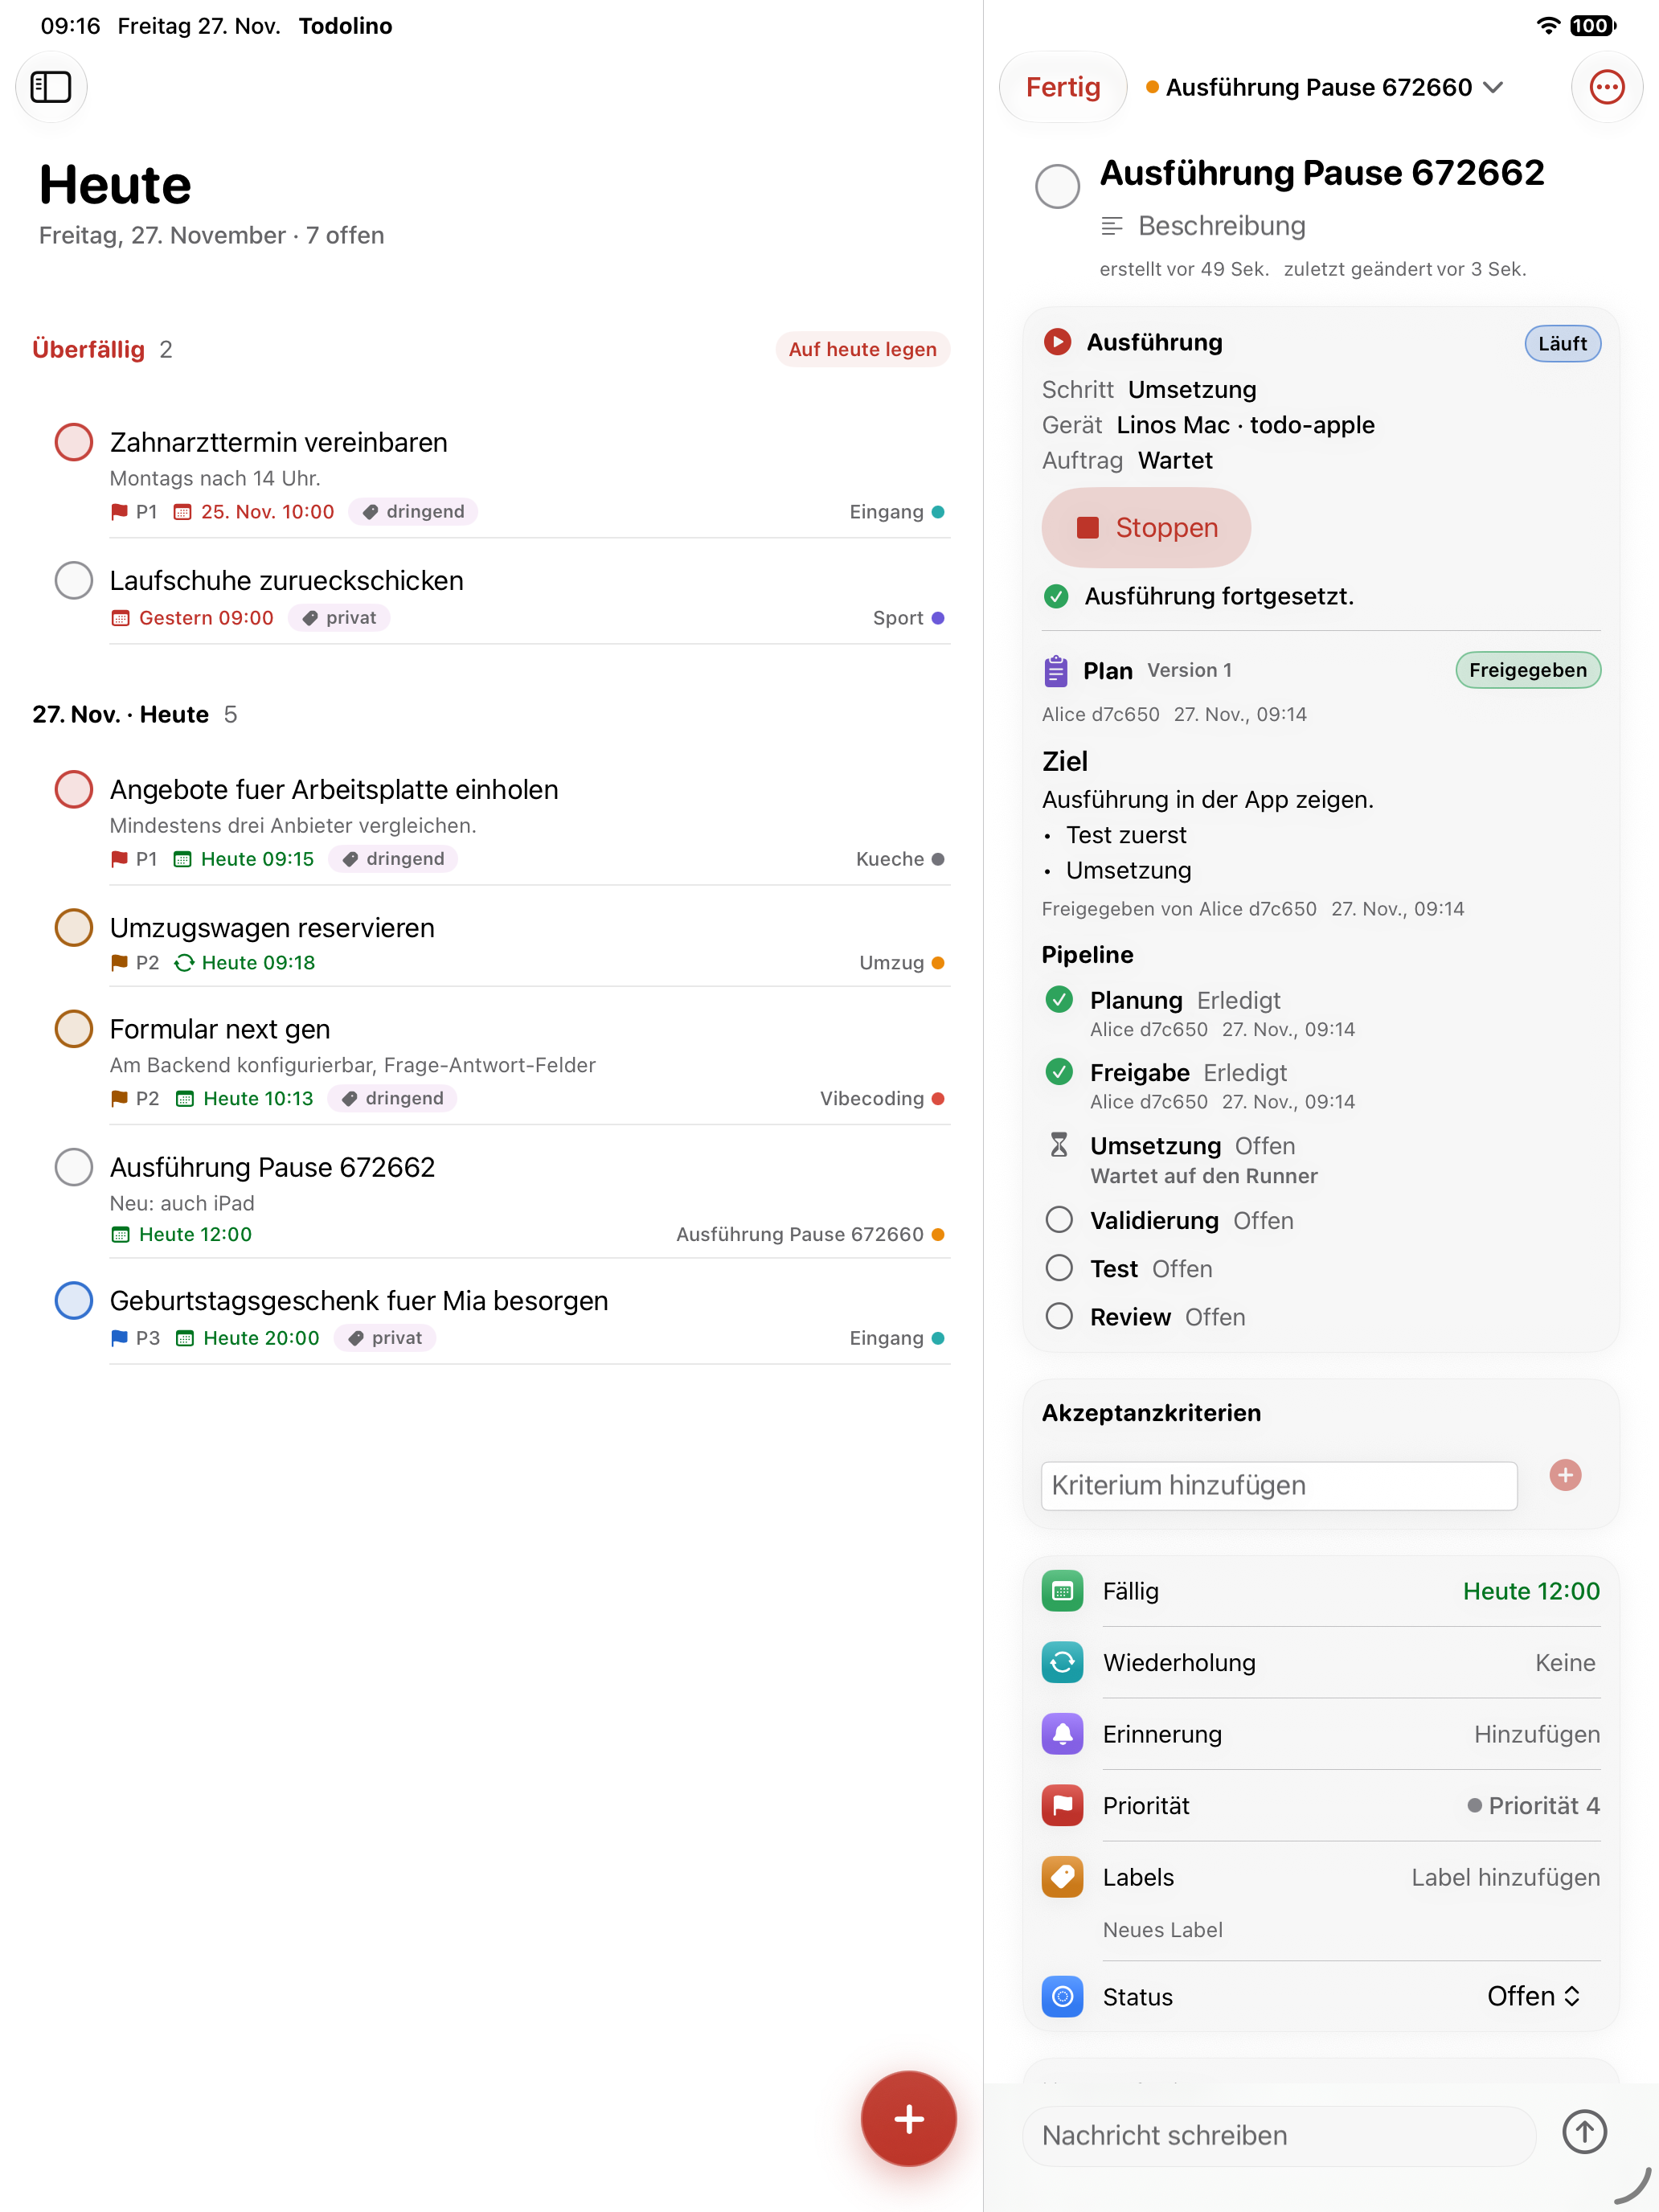 09:16 Freitag 27. Nov. Todolino
100
Heute
Freitag, 27. November · 7 offen
Überfällig 2
Auf heute legen
Zahnarzttermin vereinbaren
Montags nach 14 Uhr.
P1 25. Nov. 10:00 dringend Eingang
Laufschuhe zurueckschicken
Gestern 09:00 privat Sport
27. Nov. · Heute 5
Angebote fuer Arbeitsplatte einholen
Mindestens drei Anbieter vergleichen.
P1 Heute 09:15 dringend Kueche
Umzugswagen reservieren
P2 Heute 09:18 Umzug
Formular next gen
Am Backend konfigurierbar, Frage-Antwort-Felder
P2 Heute 10:13 dringend Vibecoding
Ausführung Pause 672662
Neu: auch iPad
Heute 12:00 Ausführung Pause 672660
Geburtstagsgeschenk fuer Mia besorgen
P3 Heute 20:00 privat Eingang
Fertig Ausführung Pause 672660
Ausführung Pause 672662
Beschreibung
erstellt vor 49 Sek. zuletzt geändert vor 3 Sek.
Ausführung Läuft
Schritt Umsetzung
Gerät Linos Mac · todo-apple
Auftrag Wartet
Stoppen
Ausführung fortgesetzt.
Plan Version 1 Freigegeben
Alice d7c650 27. Nov., 09:14
Ziel
Ausführung in der App zeigen.
• Test zuerst
• Umsetzung
Freigegeben von Alice d7c650 27. Nov., 09:14
Pipeline
Planung Erledigt
Alice d7c650 27. Nov., 09:14
Freigabe Erledigt
Alice d7c650 27. Nov., 09:14
Umsetzung Offen
Wartet auf den Runner
Validierung Offen
Test Offen
Review Offen
Akzeptanzkriterien
Kriterium hinzufügen
Fällig Heute 12:00
Wiederholung Keine
Erinnerung Hinzufügen
Priorität Priorität 4
Labels Label hinzufügen
Neues Label
Status Offen
Nachricht schreiben